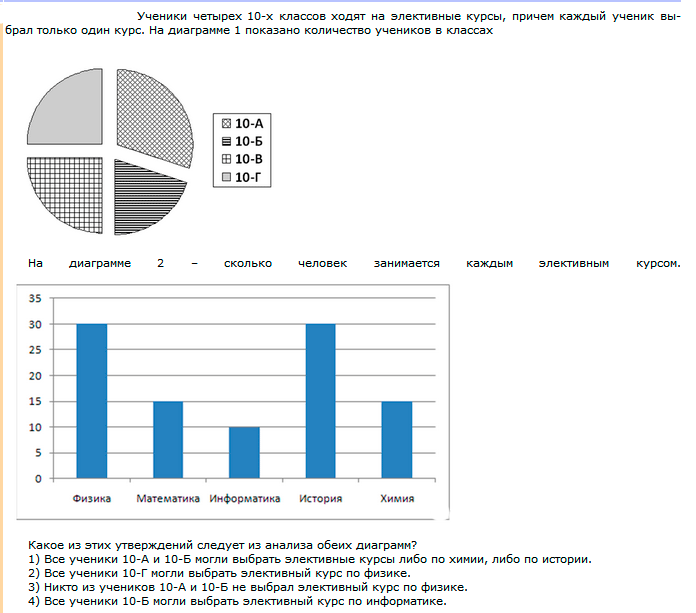 Ученики четырех 10-х классов ходят на элективные курсы, причем каждый ученик вы-
брал только один курс. На диаграмме 1 показано количество учеников в классах
10-А
10-Б
10-В
10-Г
На диаграмме 2 – сколько человек занимается каждым элективным курсом.
35
30
25
20
15
10
5
0
Физика Математика Информатика История Химия
Какое из этих утверждений следует из анализа обеих диаграмм?
1) Все ученики 10-А и 10-Б могли выбрать элективные курсы либо по химии, либо по истории.
2) Все ученики 10-Г могли выбрать элективный курс по физике.
3) Никто из учеников 10-А и 10-Б не выбрал элективный курс по физике.
4) Все ученики 10-Б могли выбрать элективный курс по информатике.